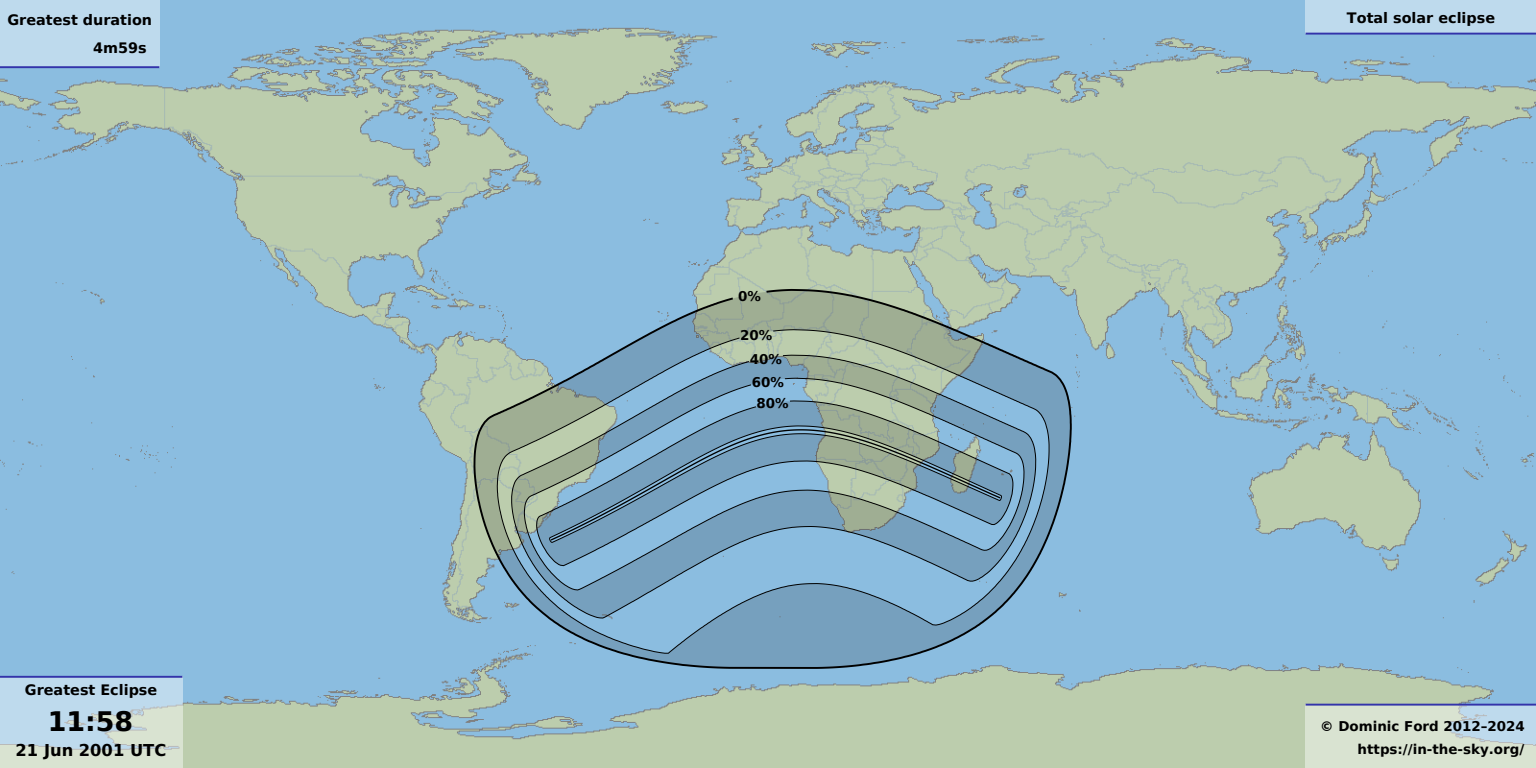 Greatest duration
4m59s
Total solar eclipse
0%
20%
40%
60%
80%
Greatest Eclipse
11:58
21 Jun 2001 UTC
© Dominic Ford 2012–2024
https://in-the-sky.org/